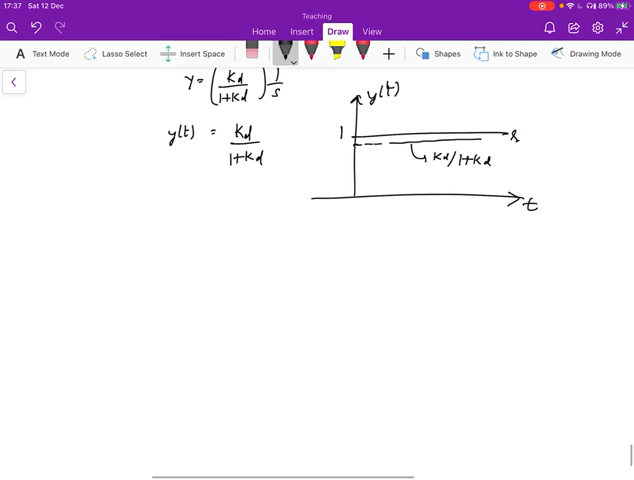 17:37 Sat 12 Dec
89%
Teaching
Home Insert Draw View
Text Mode Lasso Select Insert Space Shapes Ink to Shape Drawing Mode
Y = (Kd / 1+Kd) 1/s
y(t) = Kd / 1+Kd
y(t)
1
Kd/1+Kd
t